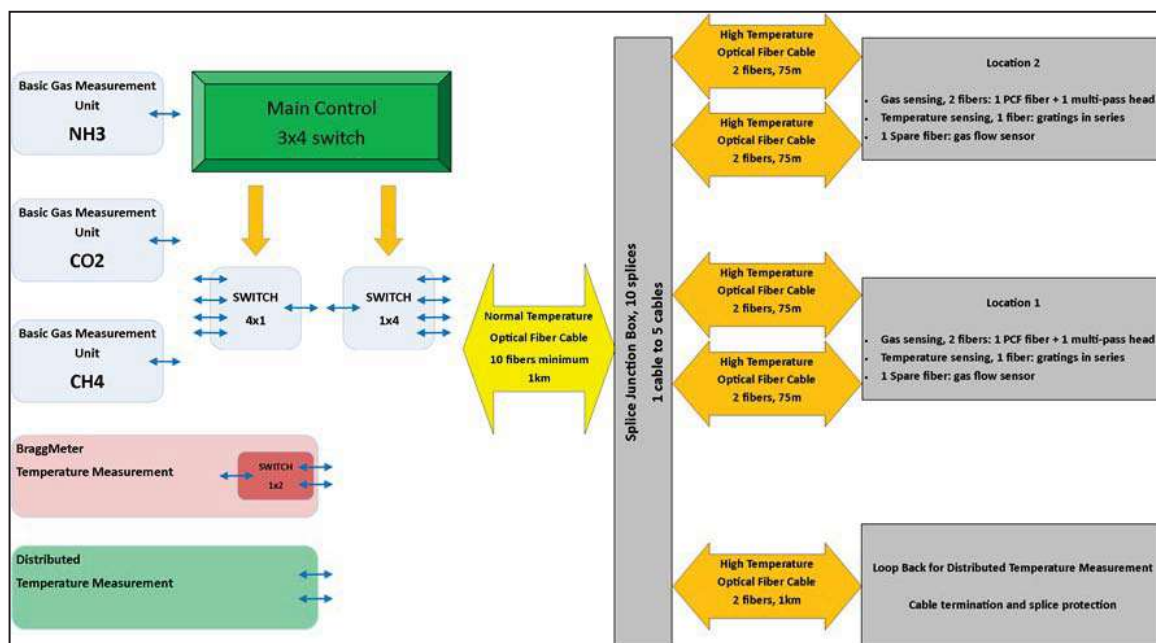 Basic Gas Measurement
Unit
NH3
Main Control
3x4 switch
Basic Gas Measurement
Unit
CO2
Basic Gas Measurement
Unit
CH4
SWITCH
4x1
SWITCH
1x4
BraggMeter
Temperature Measurement
SWITCH
1x2
Distributed
Temperature Measurement
Normal Temperature
Optical Fiber Cable
10 fibers minimum
1km
Splice Junction Box, 10 splices
1 cable to 5 cables
High Temperature
Optical Fiber Cable
2 fibers, 75m
High Temperature
Optical Fiber Cable
2 fibers, 75m
Location 2
• Gas sensing, 2 fibers: 1 PCF fiber + 1 multi-pass head
• Temperature sensing, 1 fiber: gratings in series
• 1 Spare fiber: gas flow sensor
High Temperature
Optical Fiber Cable
2 fibers, 75m
High Temperature
Optical Fiber Cable
2 fibers, 75m
Location 1
• Gas sensing, 2 fibers: 1 PCF fiber + 1 multi-pass head
• Temperature sensing, 1 fiber: gratings in series
• 1 Spare fiber: gas flow sensor
High Temperature
Optical Fiber Cable
2 fibers, 1km
Loop Back for Distributed Temperature Measurement
Cable termination and splice protection